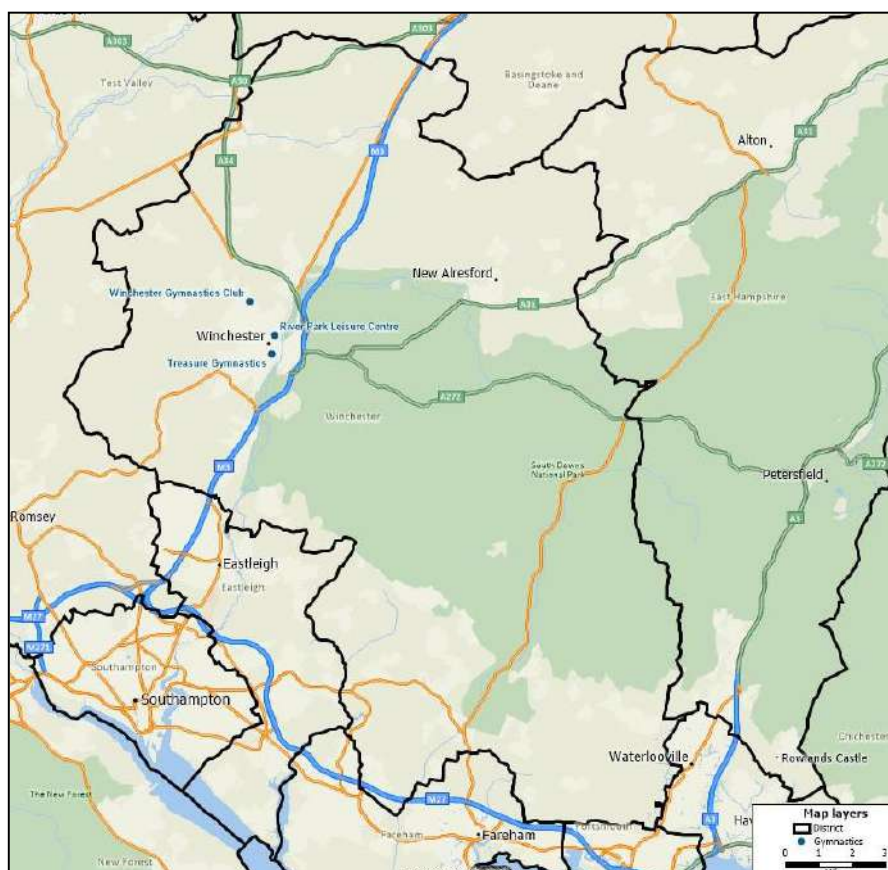 A303
A303
Test Valley
A30
Basingstoke and
Deane
Alton
A31
M3
A34
New Alresford
Winchester Gymnastics Club
A31
East Hampshire
River Park Leisure Centre
Winchester
Treasure Gymnastics
A272
Winchester
South Downs
National Park
M3
Petersfield
A272
A3
Romsey
Eastleigh
Eastleigh
M27
M271
Southampton
Southampton
Chichester
Waterlooville
Rowlands Castle
The New Forest
M27
A3
Map layers
District
Gymnastics
0 1 2 3
Portsmouth
Hav
Fareham
Fareham
New Forest